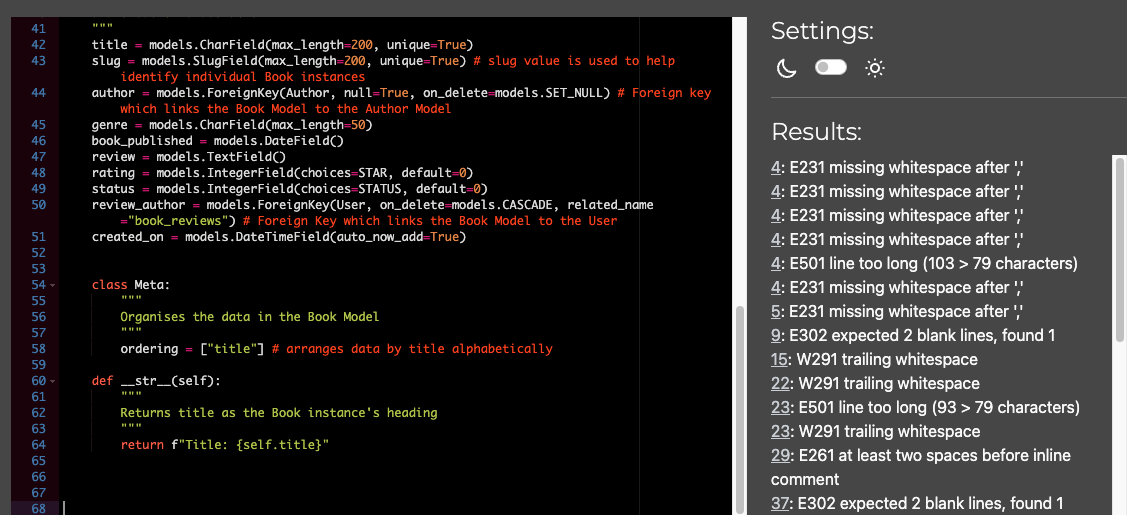 41 """
42 title = models.CharField(max_length=200, unique=True)
43 slug = models.SlugField(max_length=200, unique=True) # slug value is used to help
identify individual Book instances
44 author = models.ForeignKey(Author, null=True, on_delete=models.SET_NULL) # Foreign key
which links the Book Model to the Author Model
45 genre = models.CharField(max_length=50)
46 book_published = models.DateField()
47 review = models.TextField()
48 rating = models.IntegerField(choices=STAR, default=0)
49 status = models.IntegerField(choices=STATUS, default=0)
50 review_author = models.ForeignKey(User, on_delete=models.CASCADE, related_name
="book_reviews") # Foreign Key which links the Book Model to the User
51 created_on = models.DateTimeField(auto_now_add=True)
52
53
54 class Meta:
55 """
56 Organises the data in the Book Model
57 """
58 ordering = ["title"] # arranges data by title alphabetically
59
60 def __str__(self):
61 """
62 Returns title as the Book instance's heading
63 """
64 return f"Title: {self.title}"
65
66
67
68
Settings:
Results:
4: E231 missing whitespace after ','
4: E231 missing whitespace after ','
4: E231 missing whitespace after ','
4: E231 missing whitespace after ','
4: E501 line too long (103 > 79 characters)
4: E231 missing whitespace after ','
5: E231 missing whitespace after ','
9: E302 expected 2 blank lines, found 1
15: W291 trailing whitespace
22: W291 trailing whitespace
23: E501 line too long (93 > 79 characters)
23: W291 trailing whitespace
29: E261 at least two spaces before inline
comment
37: E302 expected 2 blank lines, found 1